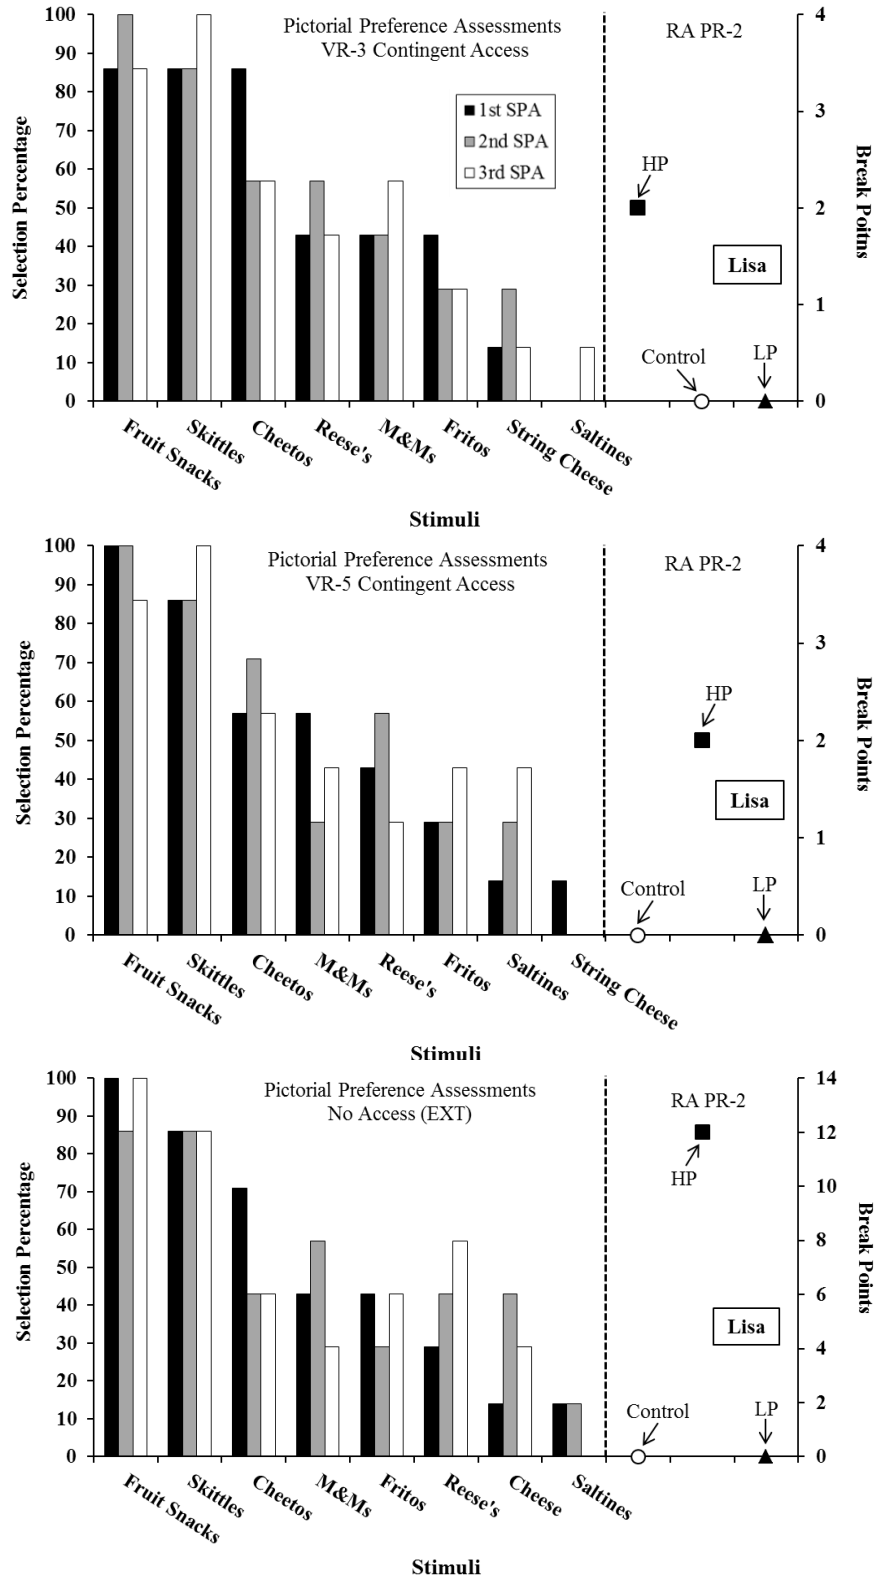 Pictorial Preference Assessments
VR-3 Contingent Access
RA PR-2
100
90
80
70
60
50
40
30
20
10
0
Selection Percentage
1st SPA
2nd SPA
3rd SPA
HP
Lisa
Control
LP
4
3
2
1
0
Break Poitns
Fruit Snacks
Skittles
Cheetos
Reese's
M&Ms
Fritos
String Cheese
Saltines
Stimuli
Pictorial Preference Assessments
VR-5 Contingent Access
RA PR-2
100
90
80
70
60
50
40
30
20
10
0
Selection Percentage
HP
Lisa
Control
LP
4
3
2
1
0
Break Points
Fruit Snacks
Skittles
Cheetos
M&Ms
Reese's
Fritos
Saltines
String Cheese
Stimuli
Pictorial Preference Assessments
No Access (EXT)
RA PR-2
100
90
80
70
60
50
40
30
20
10
0
Selection Percentage
HP
Lisa
Control
LP
14
12
10
8
6
4
2
0
Break Points
Fruit Snacks
Skittles
Cheetos
M&Ms
Fritos
Reese's
Cheese
Saltines
Stimuli